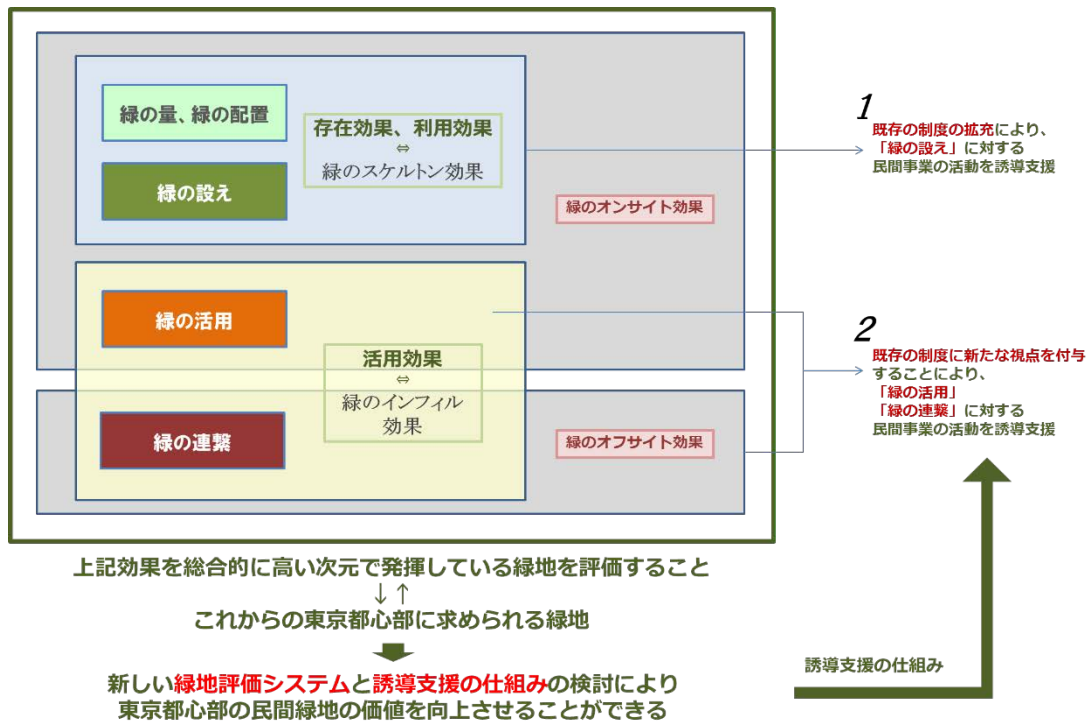 緑の量、緑の配置
緑の設え
存在効果、利用効果
⇔
緑のスケルトン効果
緑のオンサイト効果
緑の活用
活用効果
⇔
緑のインフィル
効果
緑の連繋
緑のオフサイト効果
1
既存の制度の拡充により、
「緑の設え」に対する
民間事業の活動を誘導支援
2
既存の制度に新たな視点を付与
することにより、
「緑の活用」
「緑の連繋」に対する
民間事業の活動を誘導支援
上記効果を総合的に高い次元で発揮している緑地を評価すること
↓↑
これからの東京都心部に求められる緑地
新しい緑地評価システムと誘導支援の仕組みの検討により
東京都心部の民間緑地の価値を向上させることができる
誘導支援の仕組み